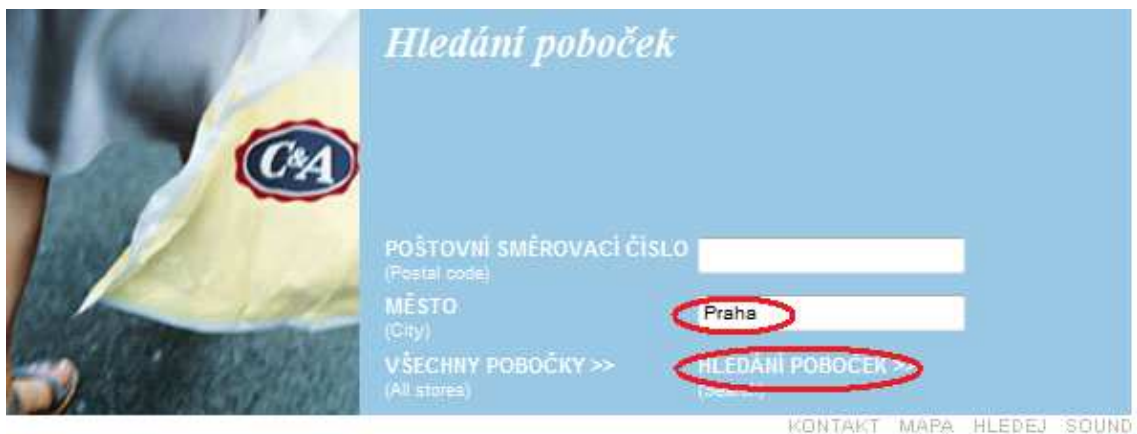 Hledání poboček
C&A
POŠTOVNÍ SMĚROVACÍ ČÍSLO
(Postal code)
MĚSTO
(City)
Praha
VŠECHNY POBOČKY >>
(All stores)
HLEDÁNÍ POBOČEK >>
(Search)
KONTAKT MAPA HLEDEJ SOUND